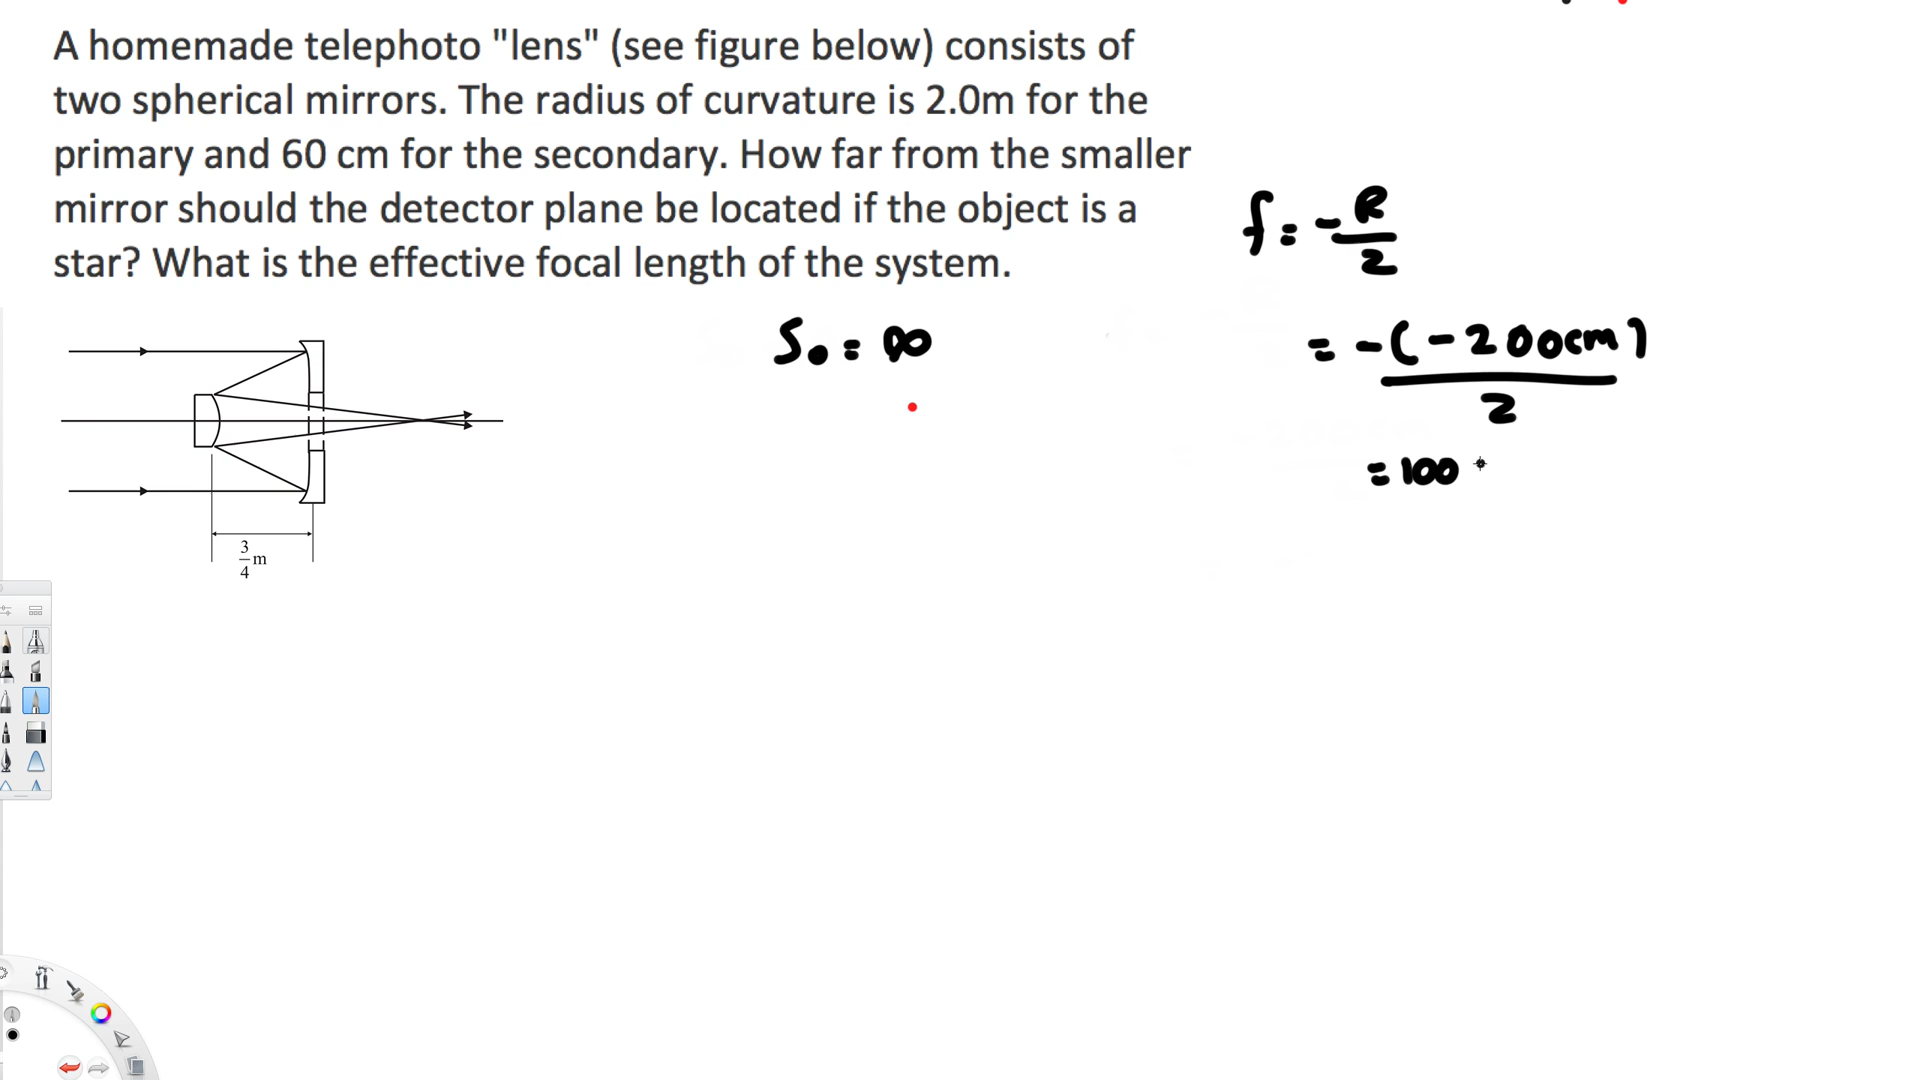 A homemade telephoto "lens" (see figure below) consists of
two spherical mirrors. The radius of curvature is 2.0m for the
primary and 60 cm for the secondary. How far from the smaller
mirror should the detector plane be located if the object is a
star? What is the effective focal length of the system.
f = - R
2
S₀ = ∞
= - (-200cm)
2
= 100
3
4 m